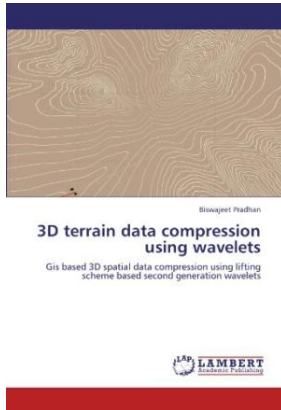 Biswajeet Pradhan
3D terrain data compression
using wavelets
Gis based 3D spatial data compression using lifting
scheme based second generation wavelets
LAP LAMBERT
Academic Publishing